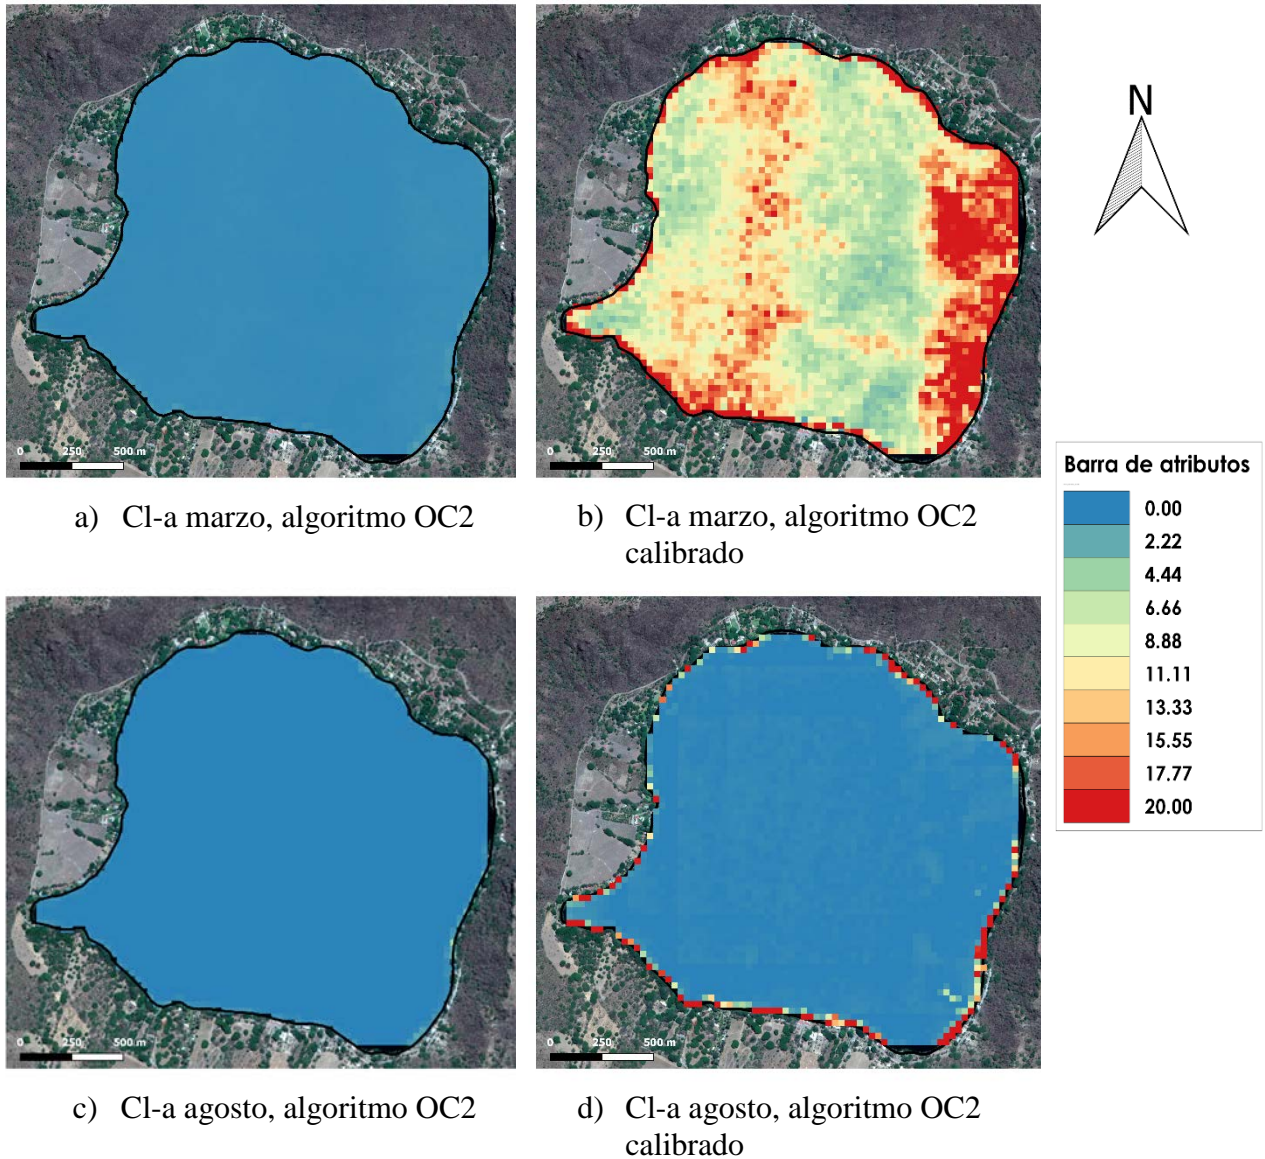 N
0 250 500 m
0 250 500 m
a) Cl-a marzo, algoritmo OC2
b) Cl-a marzo, algoritmo OC2
calibrado
Barra de atributos
0.00
2.22
4.44
6.66
8.88
11.11
13.33
15.55
17.77
20.00
0 250 500 m
0 250 500 m
c) Cl-a agosto, algoritmo OC2
d) Cl-a agosto, algoritmo OC2
calibrado